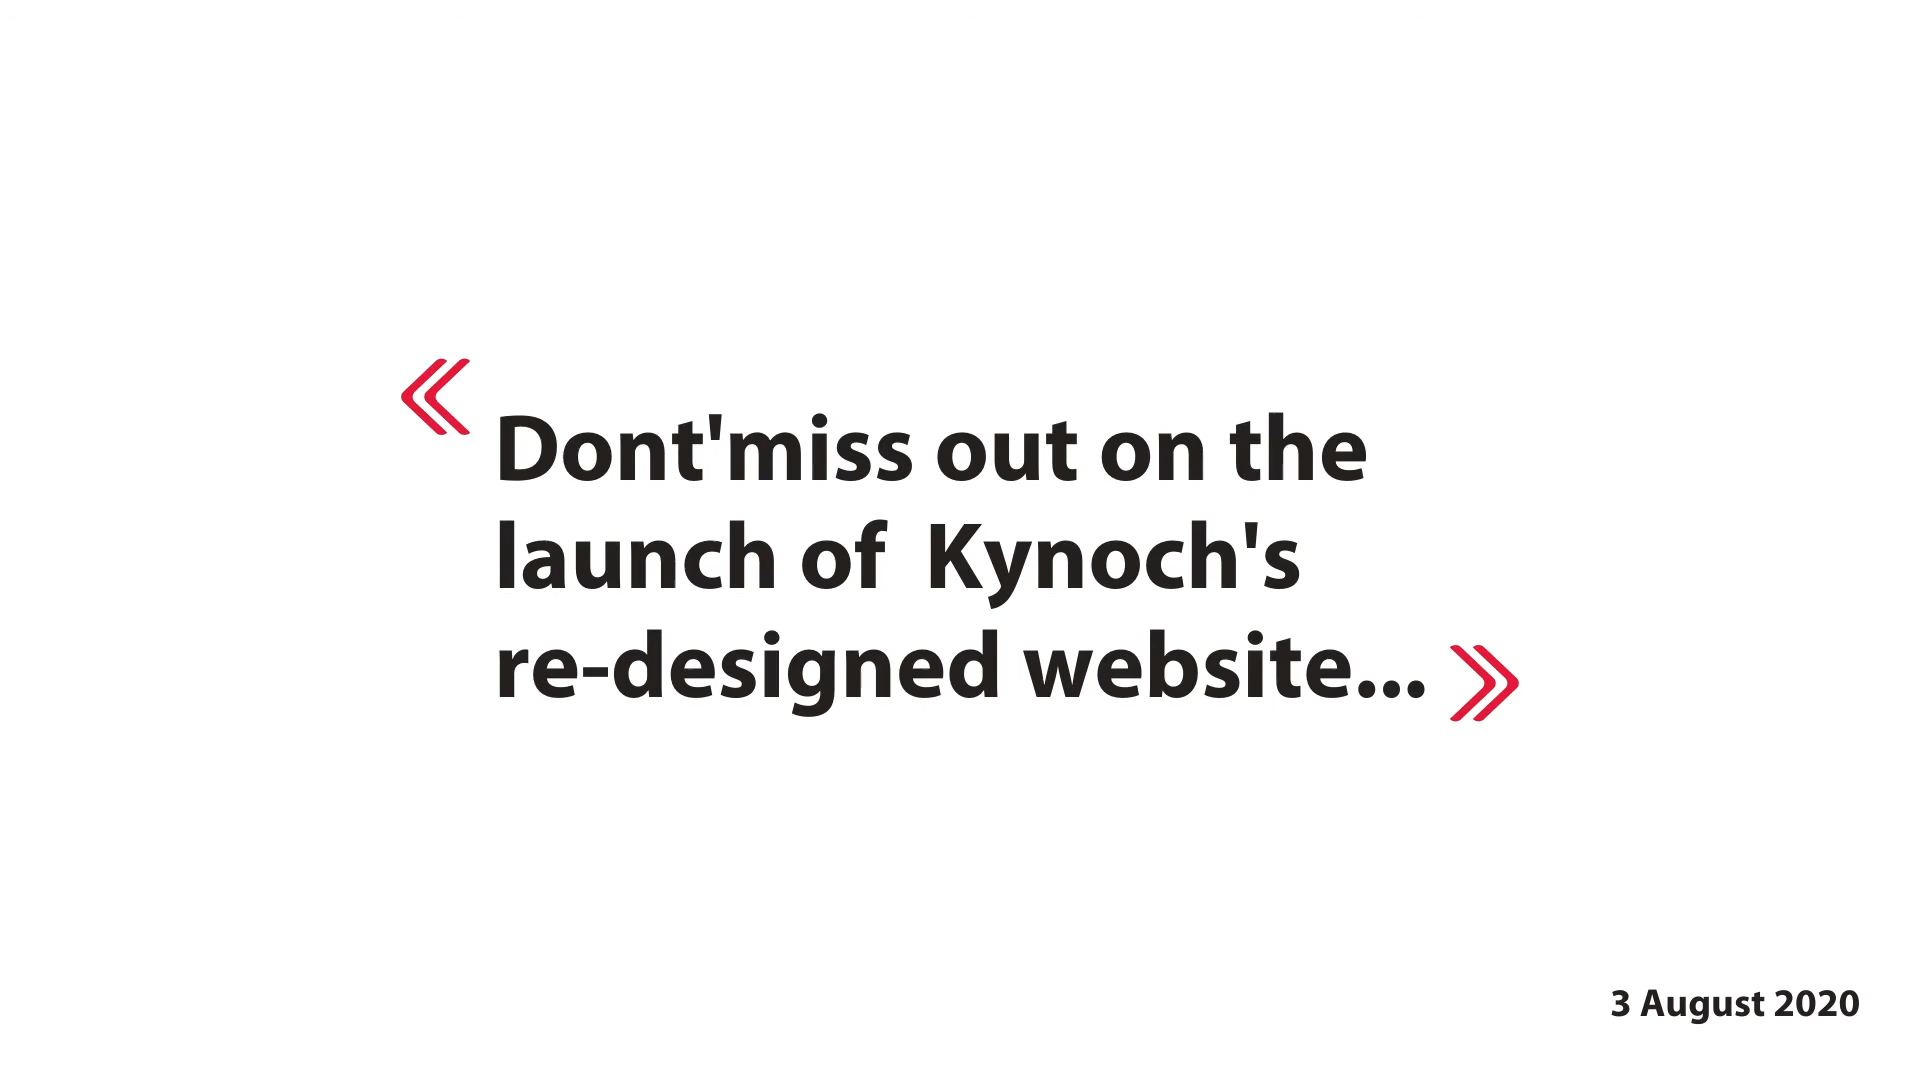 Dont'miss out on the
launch of  Kynoch's
re-designed website...
3 August 2020